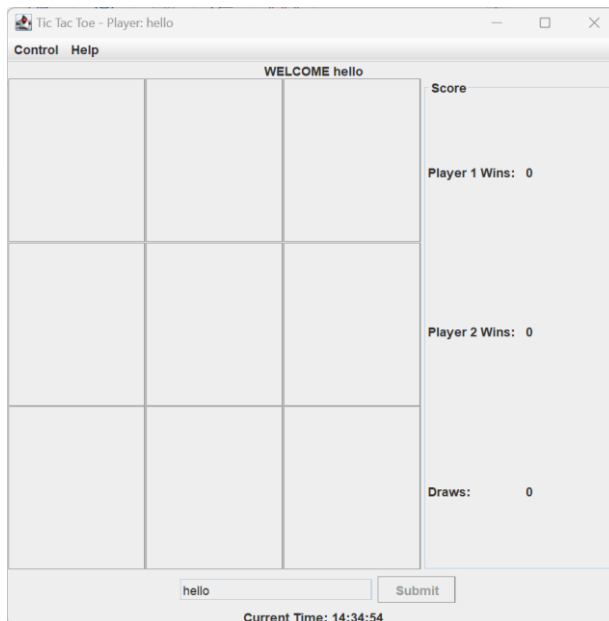 Tic Tac Toe - Player: hello
Control Help
WELCOME hello
Score
Player 1 Wins: 0
Player 2 Wins: 0
Draws: 0
hello Submit
Current Time: 14:34:54